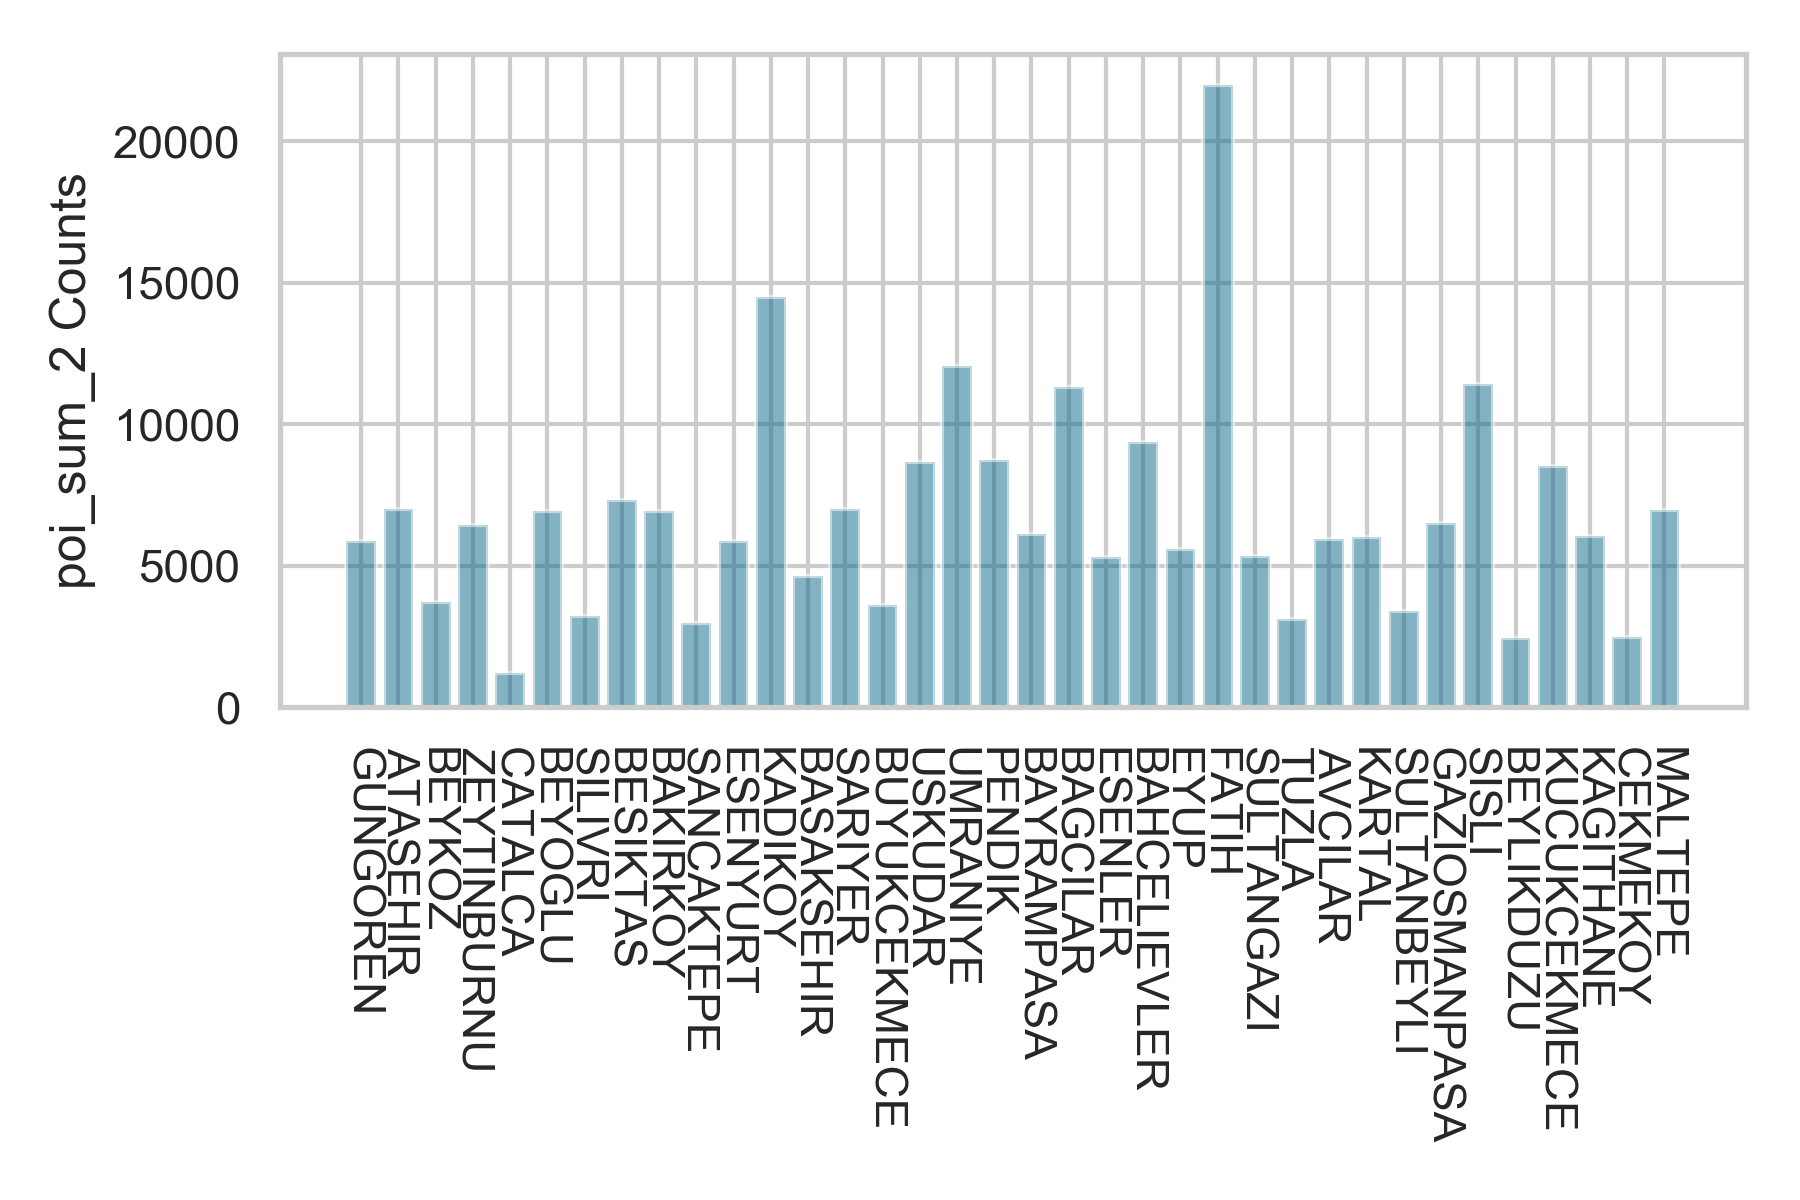 poi_sum_2 Counts
20000
15000
10000
5000
0
GUNGOREN
ATASEHIR
BEYKOZ
ZEYTINBURNU
CATALCA
BEYOGLU
SILIVRI
BESIKTAS
BAKIRKOY
SANCAKTEPE
ESENYURT
KADIKOY
BASAKSEHIR
SARIYER
BUYUKCEKMECE
USKUDAR
UMRANIYE
PENDIK
BAYRAMPASA
BAGCILAR
ESENLER
BAHCELIEVLER
EYUP
FATIH
SULTANGAZI
TUZLA
AVCILAR
KARTAL
SULTANBEYLI
GAZIOSMANPASA
SISLI
BEYLIKDUZU
KUCUKCEKMECE
KAGITHANE
CEKMEKOY
MALTEPE